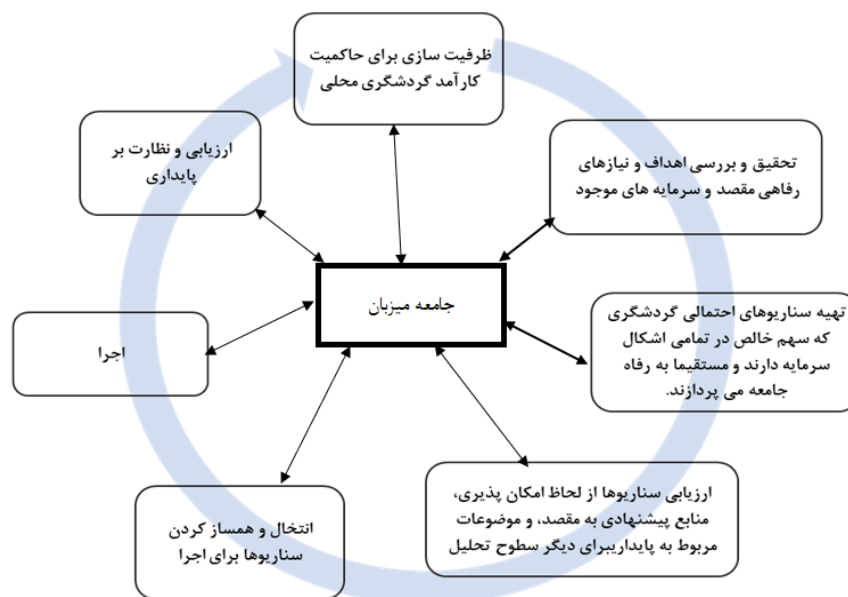 ظرفیت سازی برای حاکمیت
کارآمد گردشگری محلی
تحقیق و بررسی اهداف و نیازهای
رفاهی مقصد و سرمایه های موجود
تهیه سناریوهای احتمالی گردشگری
که سهم خالص در تمامی اشکال
سرمایه دارند و مستقیما به رفاه
جامعه می پردازند.
ارزیابی سناریوها از لحاظ امکان پذیری،
منابع پیشنهادی به مقصد، و موضوعات
مربوط به پایداریبرای دیگر سطوح تحلیل
انتخال و همساز کردن
سناریوها برای اجرا
اجرا
ارزیابی و نظارت بر
پایداری
جامعه میزبان